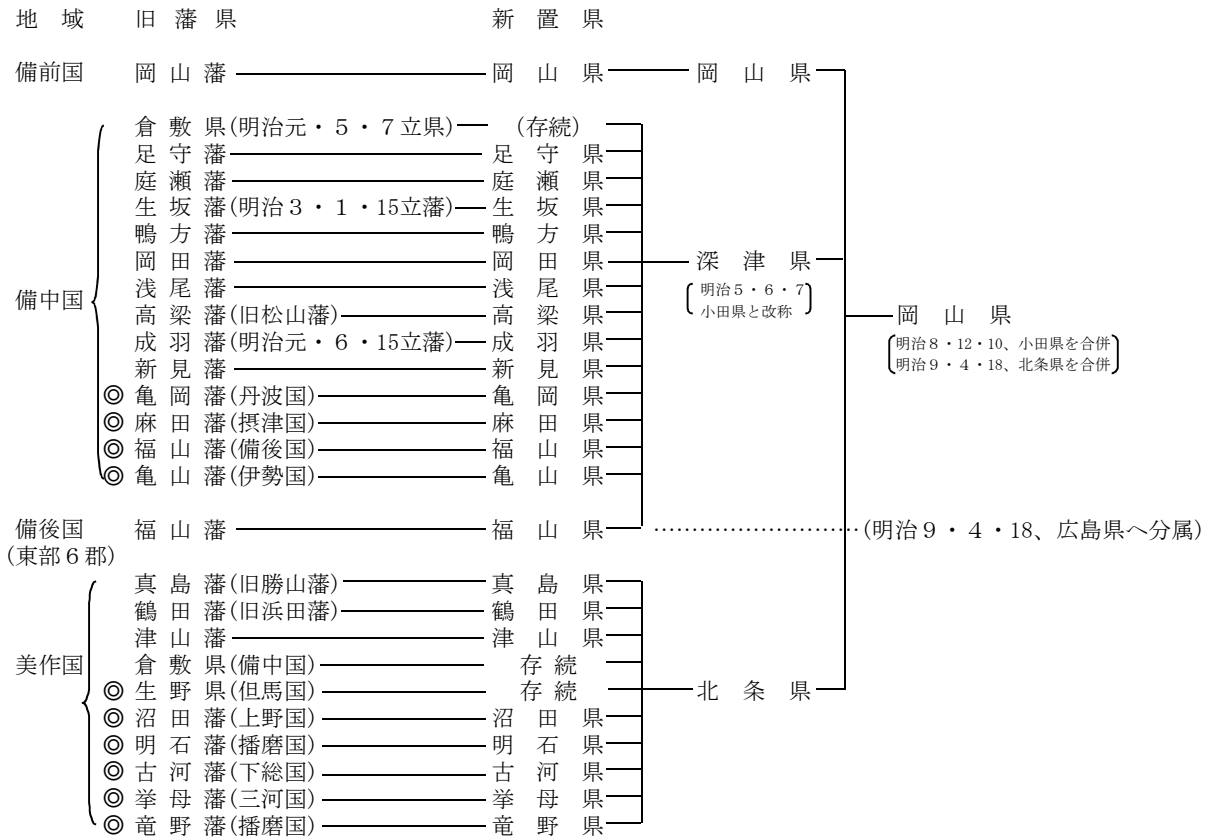 地　域　旧　藩　県　新　置　県
備前国　岡　山　藩　岡　山　県　岡　山　県
倉　敷　県(明治元・５・７立県)　(存続)
足　守　藩　足　守　県
庭　瀬　藩　庭　瀬　県
生　坂　藩(明治３・１・15立藩)　生　坂　県
鴨　方　藩　鴨　方　県
岡　田　藩　岡　田　県　深　津　県
浅　尾　藩　浅　尾　県　明治５・６・７
備中国
高　梁　藩(旧松山藩)　高　梁　県　小田県と改称
岡　山　県
成　羽　藩(明治元・６・15立藩)　成　羽　県　明治８・12・10、小田県を合併
新　見　藩　新　見　県　明治９・４・18、北条県を合併
◎ 亀　岡　藩(丹波国)　亀　岡　県
◎ 麻　田　藩(摂津国)　麻　田　県
◎ 福　山　藩(備後国)　福　山　県
◎ 亀　山　藩(伊勢国)　亀　山　県
備後国　福　山　藩　福　山　県　……………………(明治９・４・18、広島県へ分属)
(東部６郡)
真　島　藩(旧勝山藩)　真　島　県
鶴　田　藩(旧浜田藩)　鶴　田　県
津　山　藩　津　山　県
美作国　倉　敷　県(備中国)　存　続
◎ 生　野　県(但馬国)　存　続　北　条　県
◎ 沼　田　藩(上野国)　沼　田　県
◎ 明　石　藩(播磨国)　明　石　県
◎ 古　河　藩(下総国)　古　河　県
◎ 挙　母　藩(三河国)　挙　母　県
◎ 竜　野　藩(播磨国)　竜　野　県